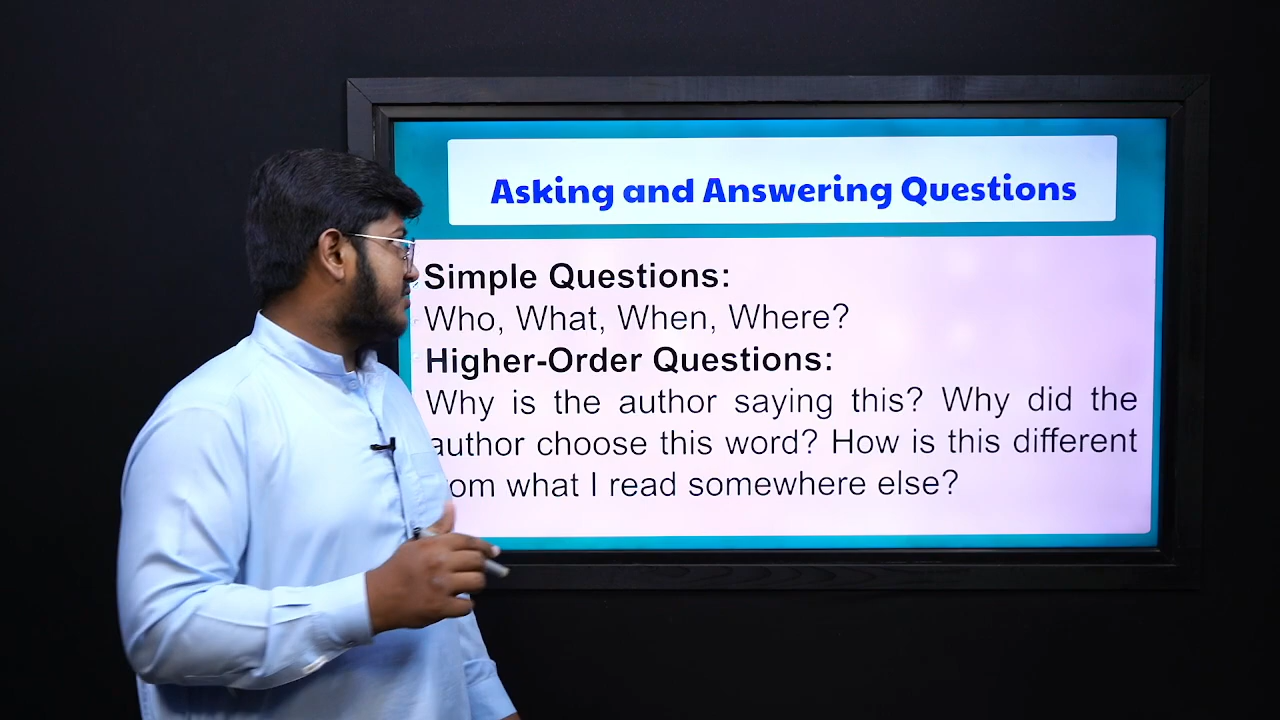 Asking and Answering Questions
Simple Questions:
Who, What, When, Where?
Higher-Order Questions:
Why is the author saying this? Why did the
author choose this word? How is this different
om what I read somewhere else?